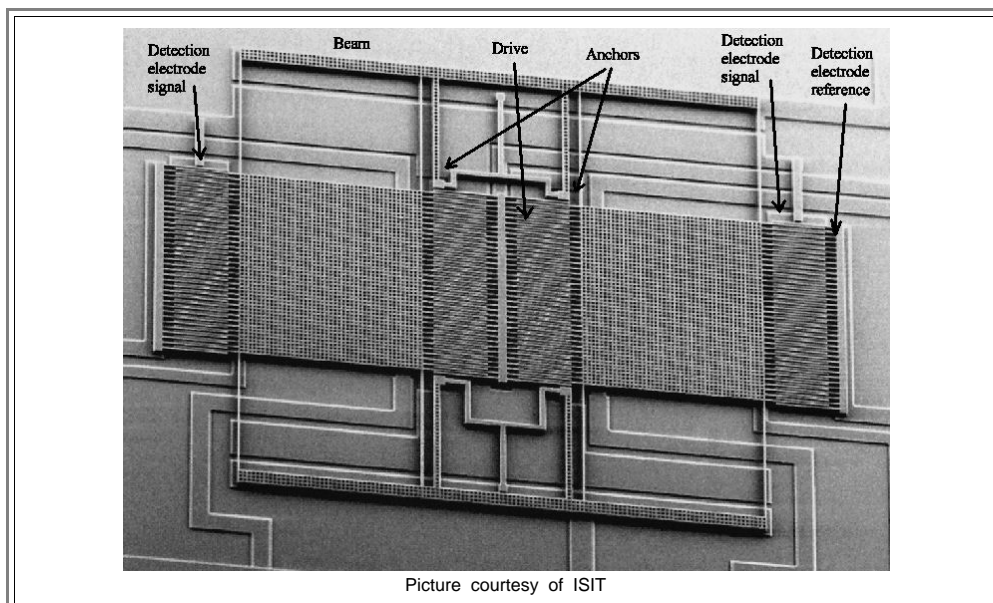 Detection
electrode
signal
Beam
Drive
Anchors
Detection
electrode
signal
Detection
electrode
reference
Picture courtesy of ISIT